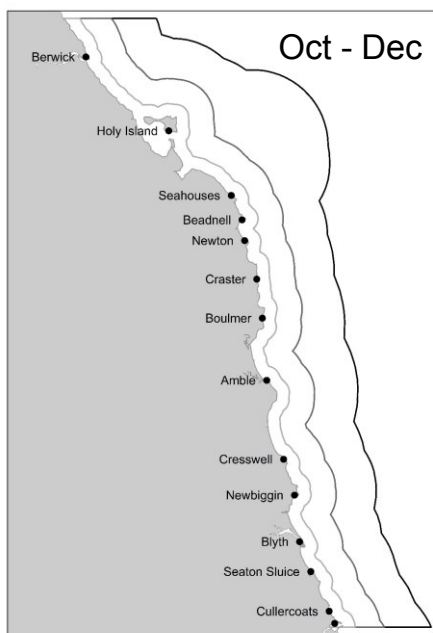 Oct - Dec
Berwick
Holy Island
Seahouses
Beadnell
Newton
Craster
Boulmer
Amble
Cresswell
Newbiggin
Blyth
Seaton Sluice
Cullercoats